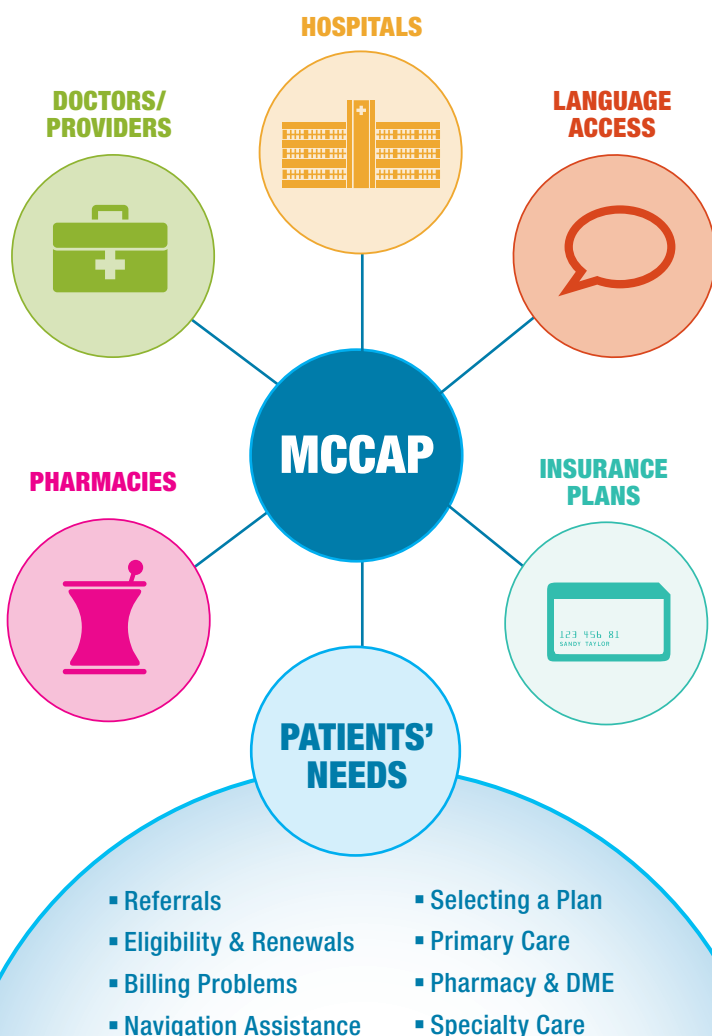 HOSPITALS
DOCTORS/
PROVIDERS
LANGUAGE
ACCESS
MCCAP
PHARMACIES
INSURANCE
PLANS
123 456 81
SANDY TAYLOR
PATIENTS'
NEEDS
▪ Referrals
▪ Eligibility & Renewals
▪ Billing Problems
▪ Navigation Assistance
▪ Selecting a Plan
▪ Primary Care
▪ Pharmacy & DME
▪ Specialty Care